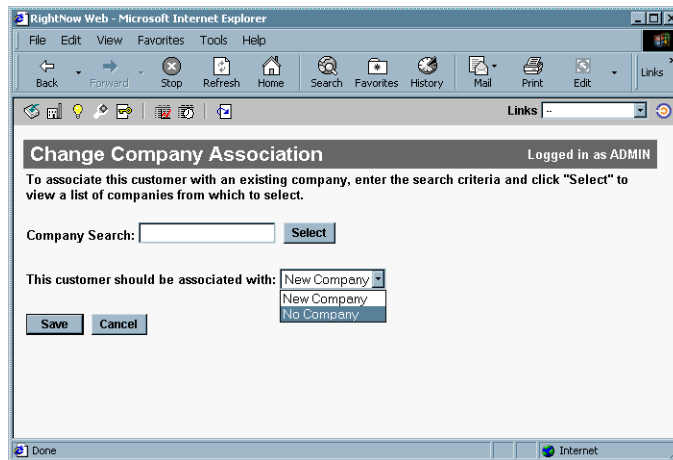 RightNow Web - Microsoft Internet Explorer
File Edit View Favorites Tools Help
Back Forward Stop Refresh Home Search Favorites History Mail Print Edit Links
Links --
Change Company Association Logged in as ADMIN
To associate this customer with an existing company, enter the search criteria and click "Select" to
view a list of companies from which to select.
Company Search: Select
This customer should be associated with: New Company
New Company
No Company
Save Cancel
Done Internet